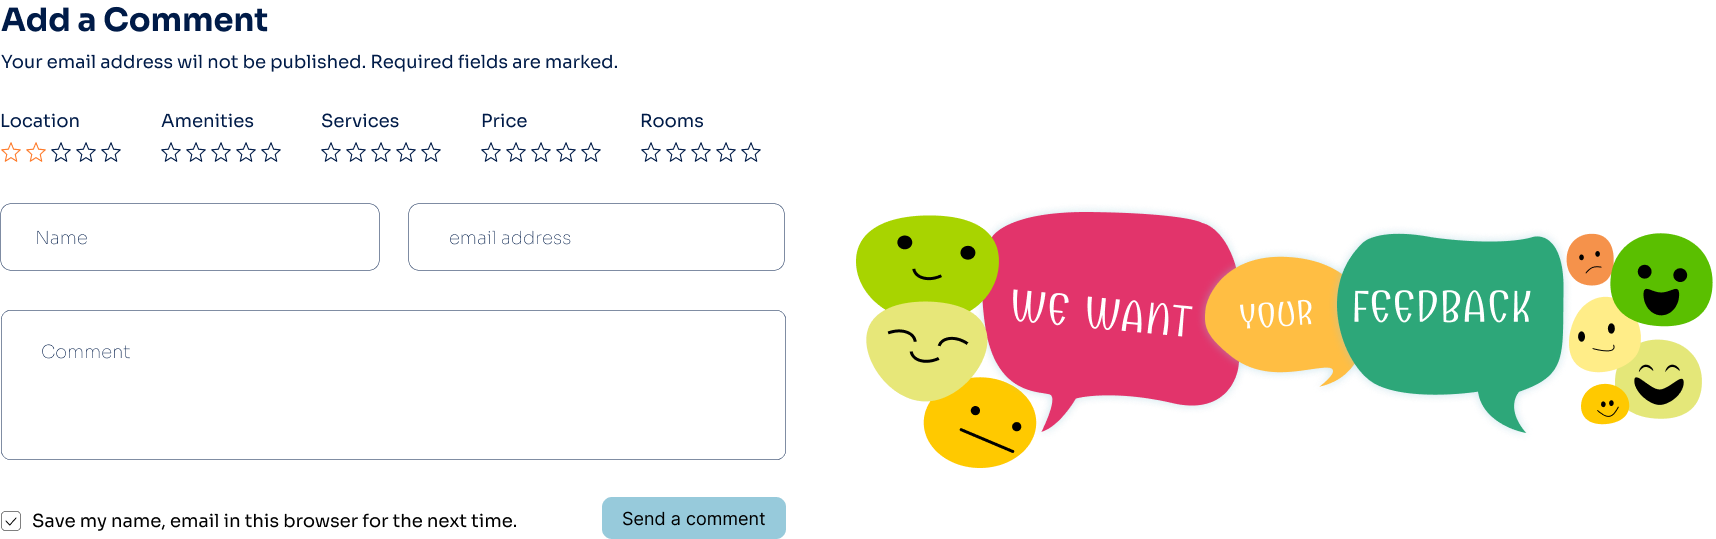 Add a Comment
Your email address wil not be published. Required fields are marked.
Location Amenities Services Price Rooms
Name email address
Comment
Save my name, email in this browser for the next time.
Send a comment
WE WANT YOUR FEEDBACK